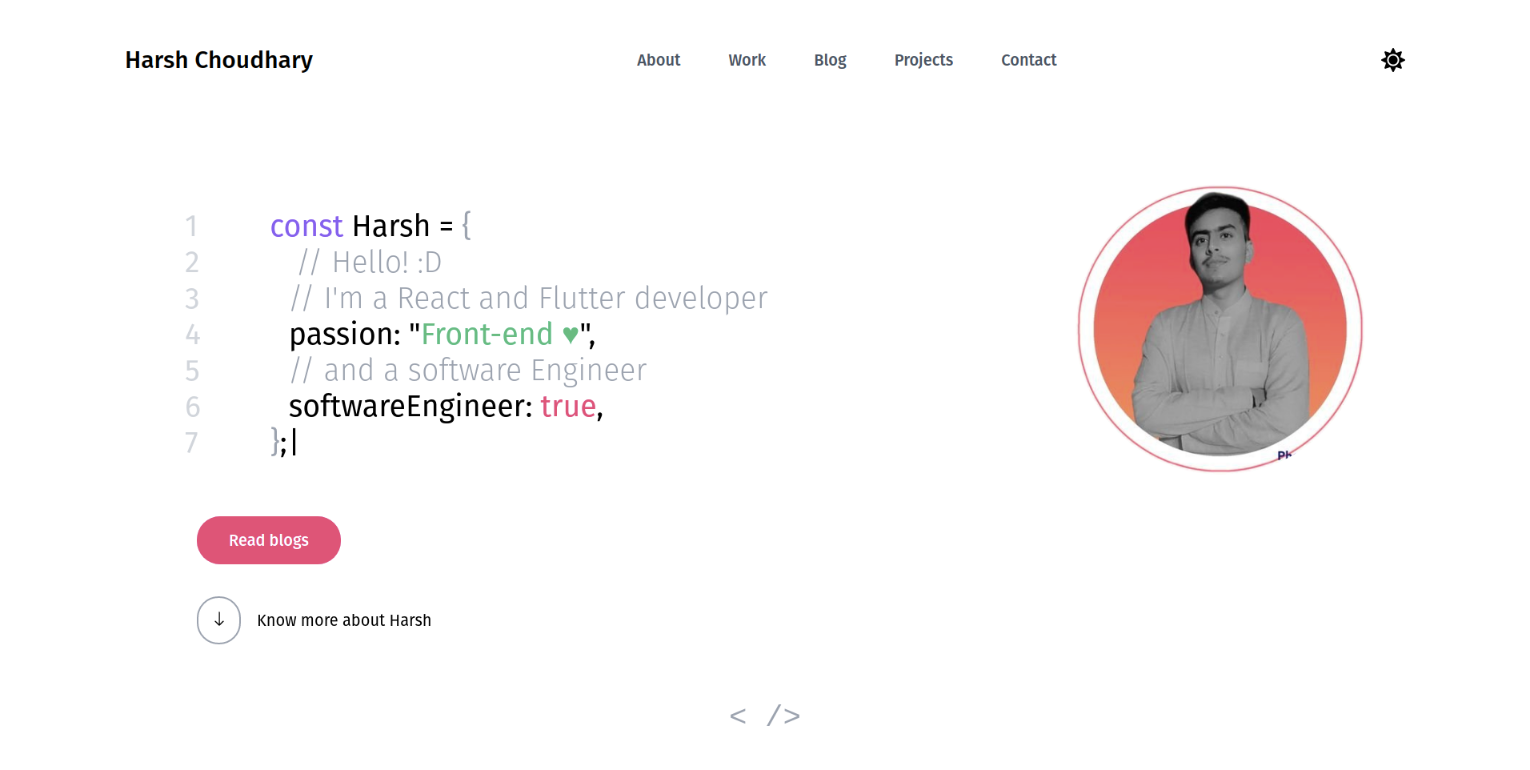 Harsh Choudhary
About Work Blog Projects Contact
1 const Harsh = {
2 // Hello! :D
3 // I'm a React and Flutter developer
4 passion: "Front-end ♥",
5 // and a software Engineer
6 softwareEngineer: true,
7 };|
Read blogs
↓ Know more about Harsh
< />